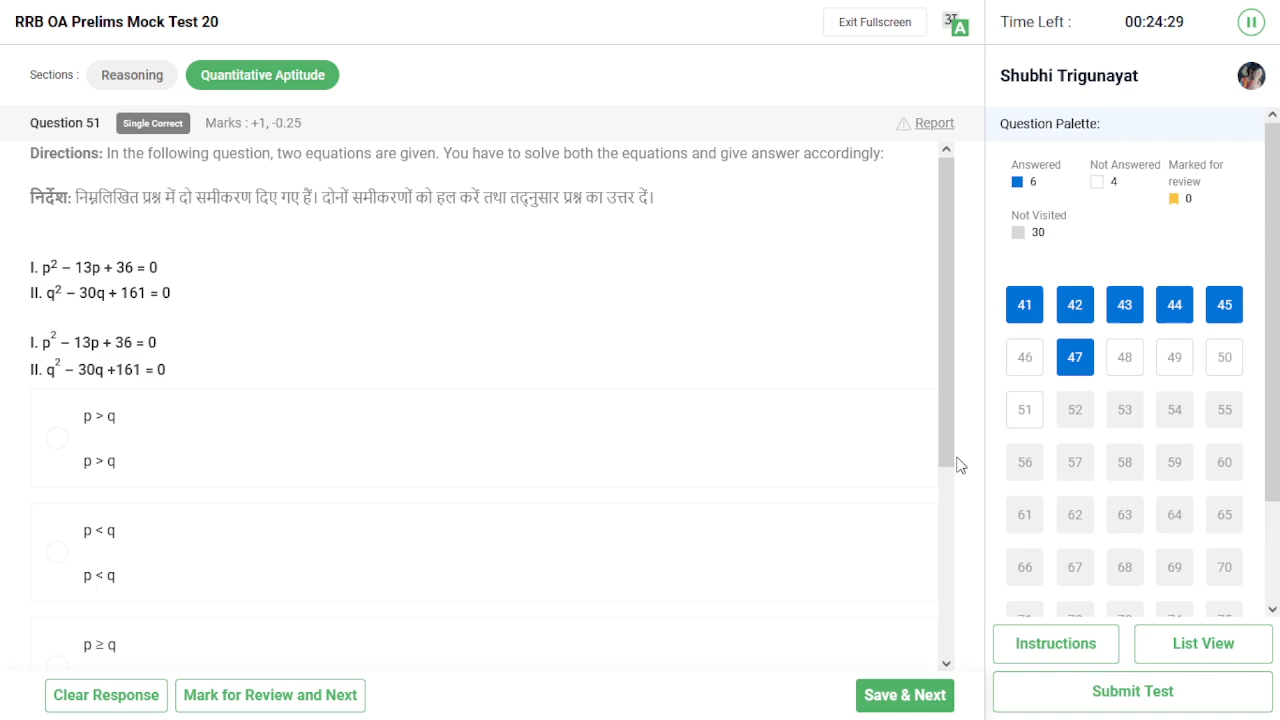 RRB OA Prelims Mock Test 20
Exit Fullscreen
A
Time Left :
00:24:29
Sections :
Reasoning
Quantitative Aptitude
Shubhi Trigunayat
Question 51
Single Correct
Marks : +1, -0.25
Report
Question Palette:
Directions: In the following question, two equations are given. You have to solve both the equations and give answer accordingly:
निर्देश: निम्नलिखित प्रश्न में दो समीकरण दिए गए हैं। दोनों समीकरणों को हल करें तथा तद्नुसार प्रश्न का उत्तर दें।
I. p² – 13p + 36 = 0
II. q² – 30q + 161 = 0
I. p² – 13p + 36 = 0
II. q² – 30q +161 = 0
p > q
p > q
p < q
p < q
p ≥ q
Clear Response
Mark for Review and Next
Save & Next
Answered
6
Not Answered
4
Marked for
review
0
Not Visited
30
41 42 43 44 45
46 47 48 49 50
51 52 53 54 55
56 57 58 59 60
61 62 63 64 65
66 67 68 69 70
Instructions
List View
Submit Test